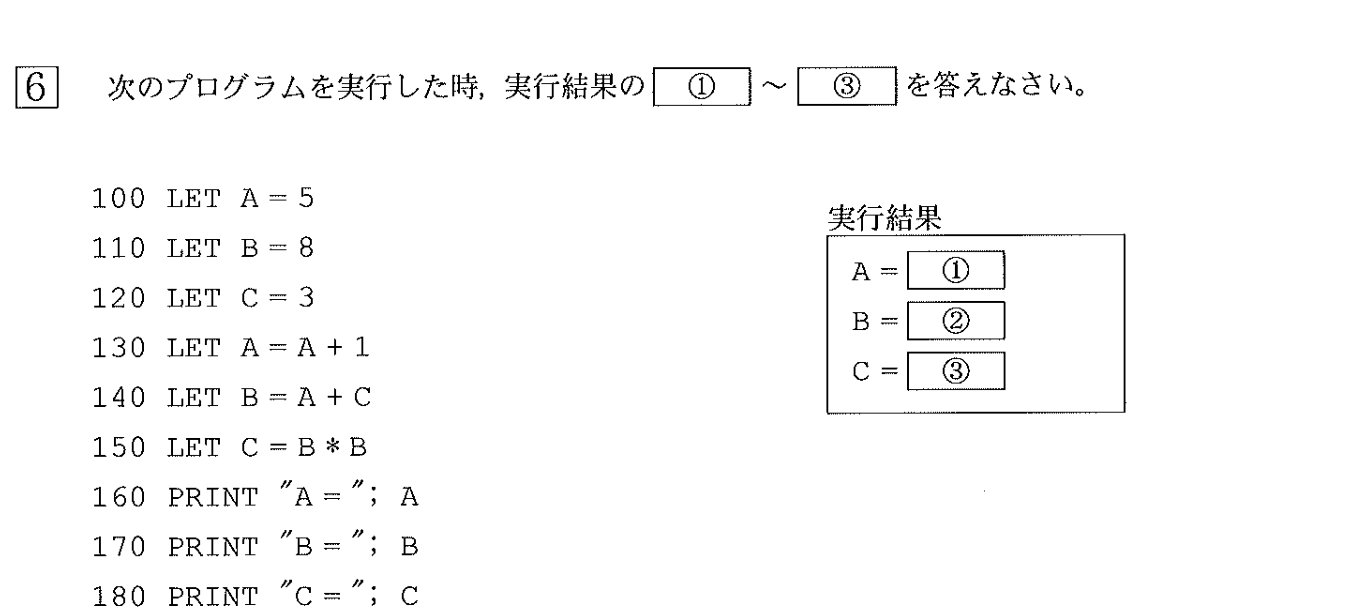 6 次のプログラムを実行した時，実行結果の ① ～ ③ を答えなさい。
100 LET A = 5
110 LET B = 8
120 LET C = 3
130 LET A = A + 1
140 LET B = A + C
150 LET C = B * B
160 PRINT ″A = ″; A
170 PRINT ″B = ″; B
180 PRINT ″C = ″; C
実行結果
A = ①
B = ②
C = ③